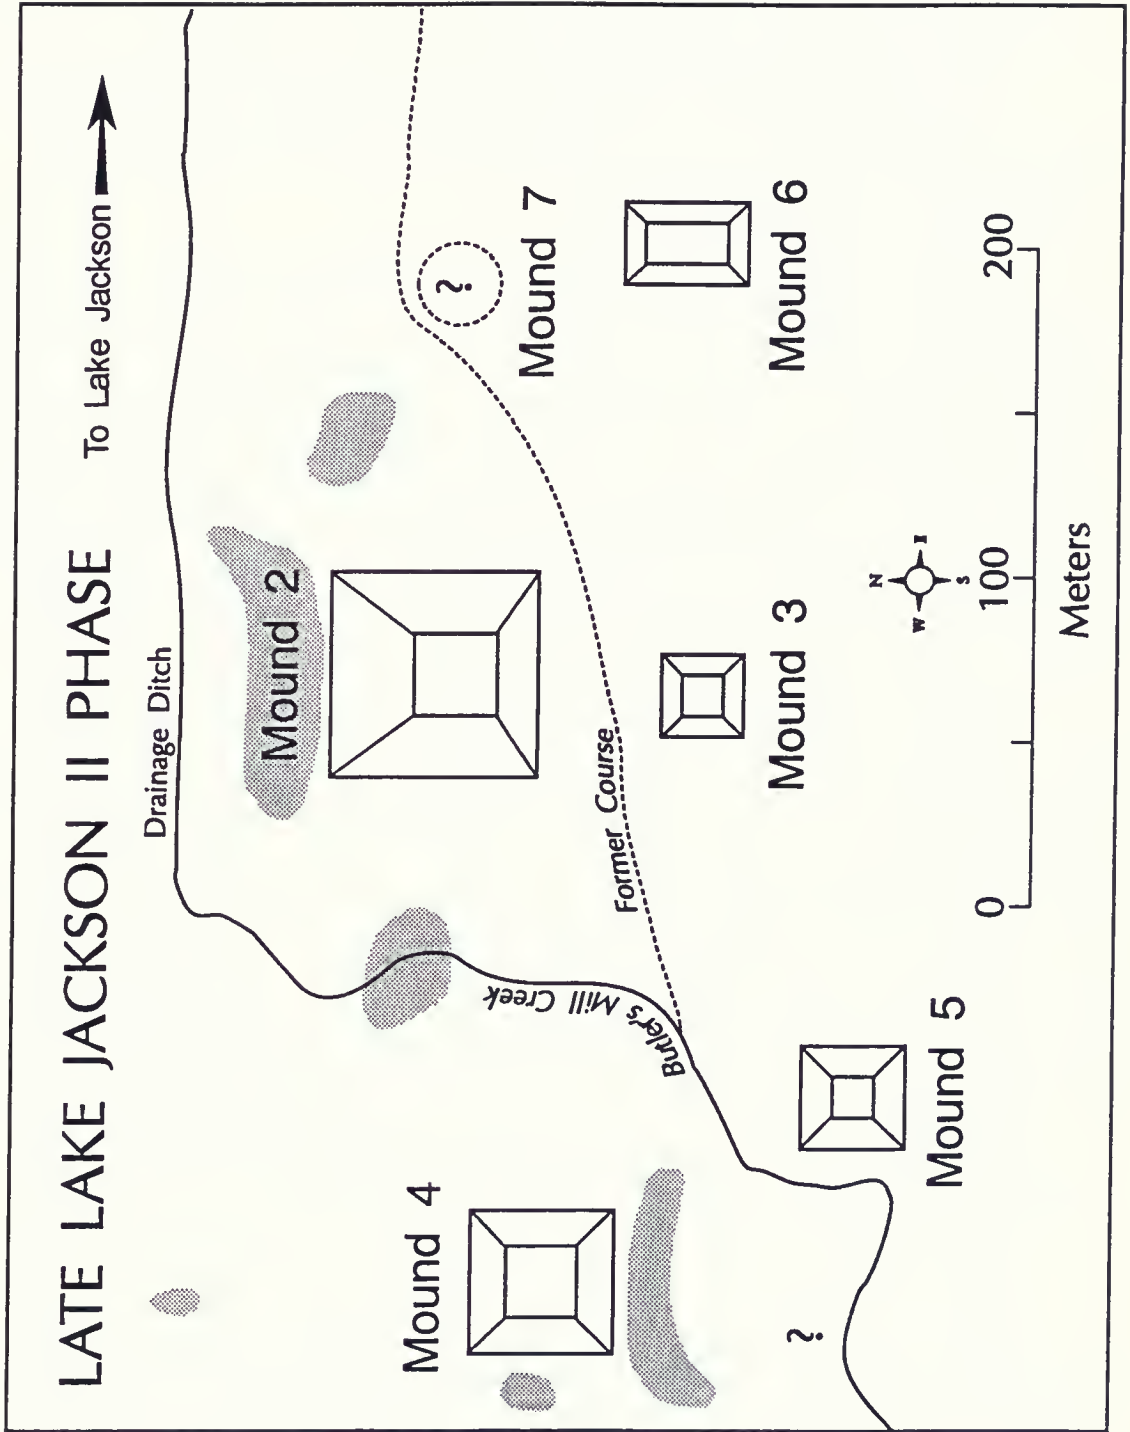 LATE LAKE JACKSON II PHASE
To Lake Jackson
Drainage Ditch
Mound 2
Mound 4
?
Mound 7
Butler's Mill Creek
Former Course
Mound 3
Mound 6
?
Mound 5
N
W E
S
0 100 200
Meters